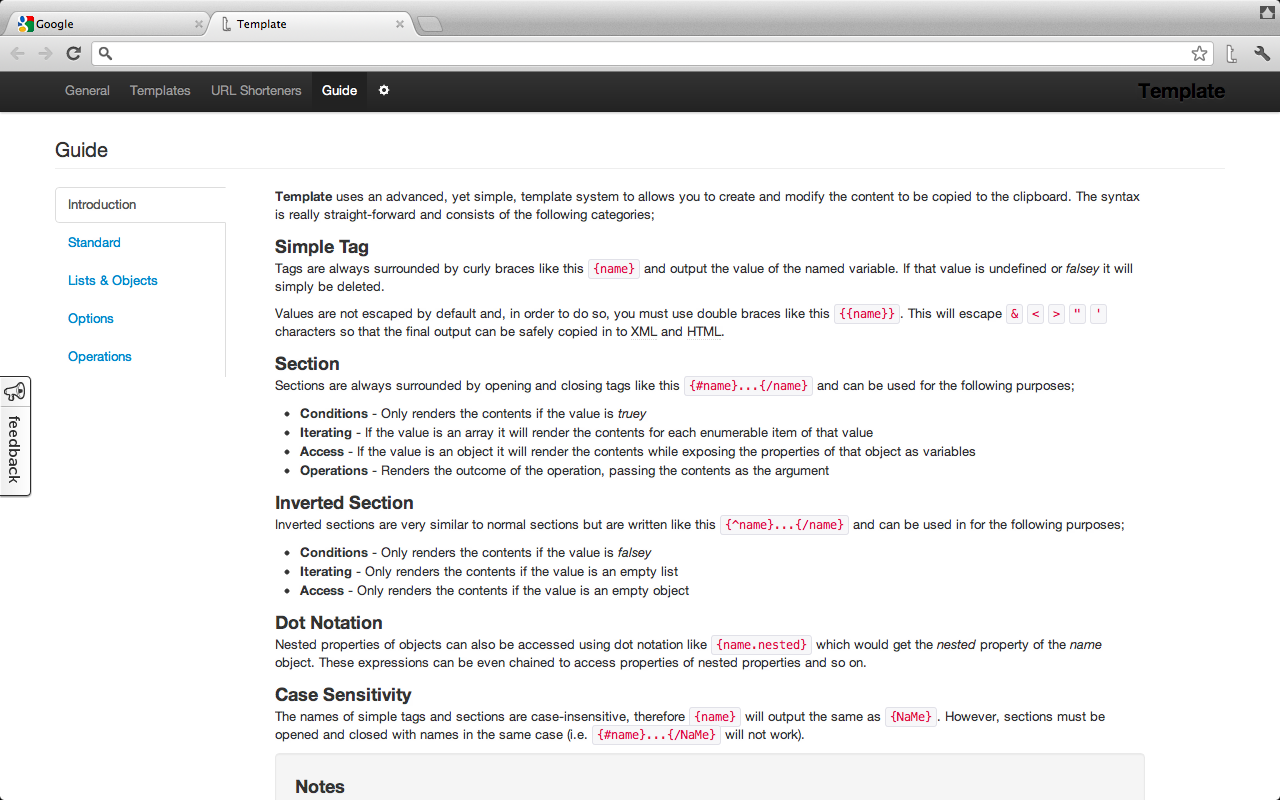 Google
Template
General Templates URL Shorteners Guide Template
Guide
Introduction
Standard
Lists & Objects
Options
Operations
feedback
Template uses an advanced, yet simple, template system to allows you to create and modify the content to be copied to the clipboard. The syntax
is really straight-forward and consists of the following categories;
Simple Tag
Tags are always surrounded by curly braces like this {name} and output the value of the named variable. If that value is undefined or falsey it will
simply be deleted.
Values are not escaped by default and, in order to do so, you must use double braces like this {{name}}. This will escape & < > " '
characters so that the final output can be safely copied in to XML and HTML.
Section
Sections are always surrounded by opening and closing tags like this {#name}...{/name} and can be used for the following purposes;
• Conditions - Only renders the contents if the value is truey
• Iterating - If the value is an array it will render the contents for each enumerable item of that value
• Access - If the value is an object it will render the contents while exposing the properties of that object as variables
• Operations - Renders the outcome of the operation, passing the contents as the argument
Inverted Section
Inverted sections are very similar to normal sections but are written like this {^name}...{/name} and can be used in for the following purposes;
• Conditions - Only renders the contents if the value is falsey
• Iterating - Only renders the contents if the value is an empty list
• Access - Only renders the contents if the value is an empty object
Dot Notation
Nested properties of objects can also be accessed using dot notation like {name.nested} which would get the nested property of the name
object. These expressions can be even chained to access properties of nested properties and so on.
Case Sensitivity
The names of simple tags and sections are case-insensitive, therefore {name} will output the same as {NaMe}. However, sections must be
opened and closed with names in the same case (i.e. {#name}...{/NaMe} will not work).
Notes